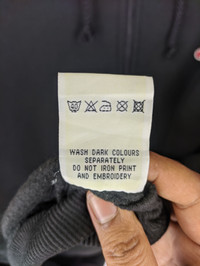 WASH DARK COLOURS
SEPARATELY
DO NOT IRON PRINT
AND EMBROIDERY